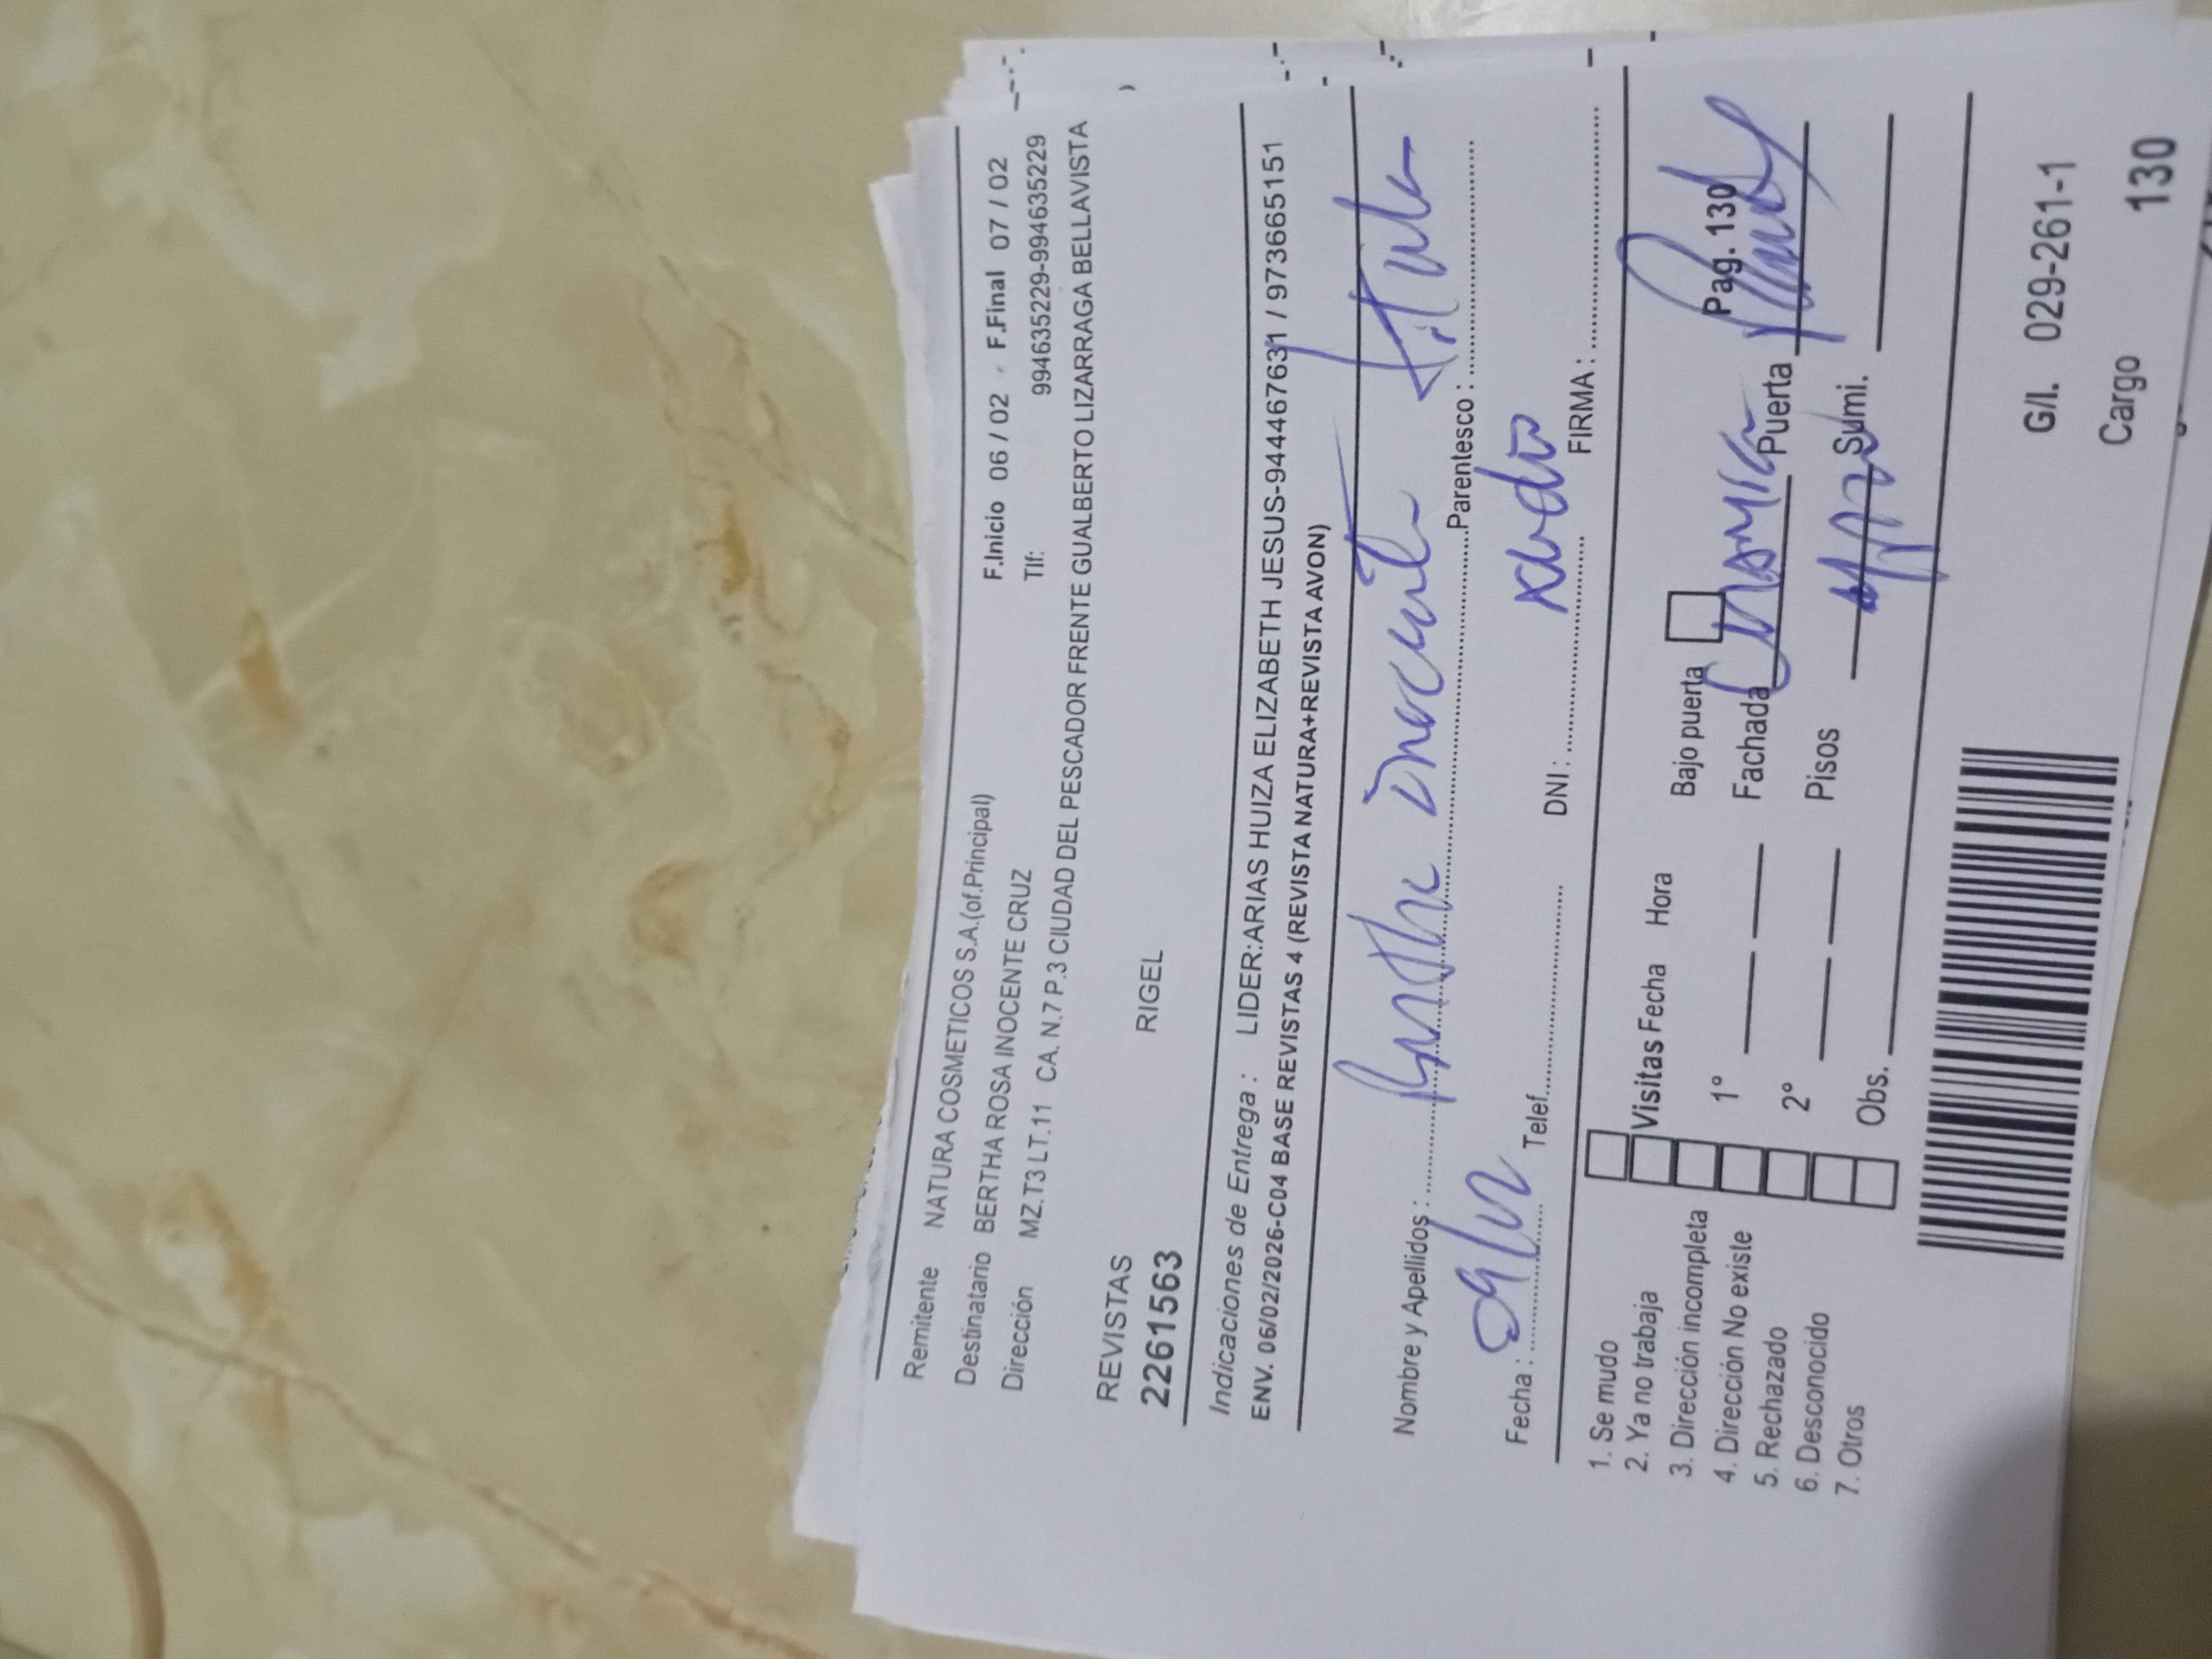 Remitente NATURA COSMETICOS S.A.(of.Principal)
Destinatario BERTHA ROSA INOCENTE CRUZ F.Inicio 06 / 02 F.Final 07 / 02
Dirección MZ.T3 LT.11 CA. N.7 P.3 CIUDAD DEL PESCADOR FRENTE GUALBERTO LIZARRAGA BELLAVISTA
Tlf: 994635229-994635229
REVISTAS RIGEL
2261563
Indicaciones de Entrega : LIDER:ARIAS HUIZA ELIZABETH JESUS-944467631 / 973665151
ENV. 06/02/2026-C04 BASE REVISTAS 4 (REVISTA NATURA+REVISTA AVON)
Nombre y Apellidos : Bertha Inocente Titular Parentesco :
Fecha : Telef. DNI : FIRMA :
1. Se mudo
2. Ya no trabaja
3. Dirección incompleta
4. Dirección No existe
5. Rechazado
6. Desconocido
7. Otros
Visitas Fecha Hora Bajo puerta Pag. 130
1º Fachada Puerta
2º Pisos Sumi.
Obs.
G/I. 029-261-1
Cargo 130